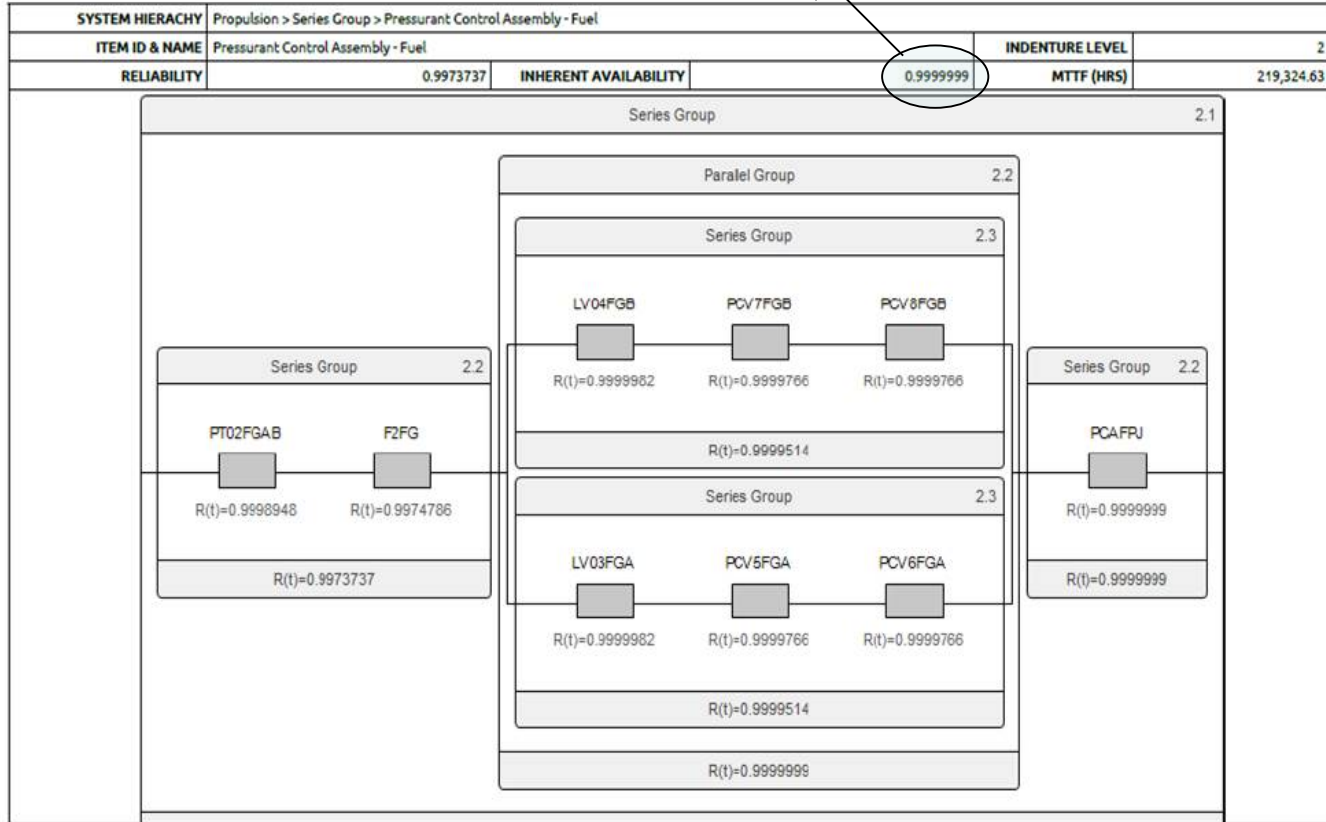 SYSTEM HIERACHY Propulsion > Series Group > Pressurant Control Assembly - Fuel
ITEM ID & NAME Pressurant Control Assembly - Fuel INDENTURE LEVEL 2
RELIABILITY 0.9973737 INHERENT AVAILABILITY 0.9999999 MTTF (HRS) 219,324.63
Series Group 2.1
Paralel Group 2.2
Series Group 2.3
LV04FGB PCV7FGB PCV8FGB
R(t)=0.9999982 R(t)=0.9999766 R(t)=0.9999766
R(t)=0.9999514
Series Group 2.2
PT02FGAB F2FG
R(t)=0.9998948 R(t)=0.9974786
R(t)=0.9973737
Series Group 2.3
LV03FGA PCV5FGA PCV6FGA
R(t)=0.9999982 R(t)=0.9999766 R(t)=0.9999766
R(t)=0.9999514
R(t)=0.9999999
Series Group 2.2
PCAFPJ
R(t)=0.9999999
R(t)=0.9999999